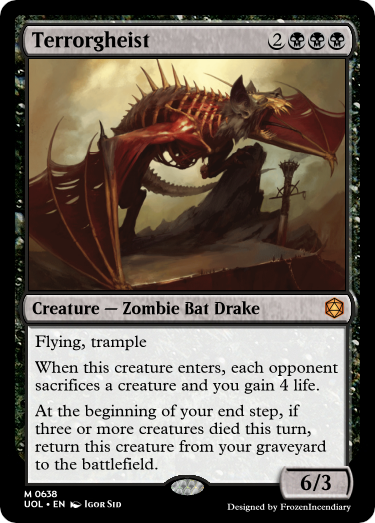 Terrorgheist 2
Creature — Zombie Bat Drake
Flying, trample
When this creature enters, each opponent
sacrifices a creature and you gain 4 life.
At the beginning of your end step, if
three or more creatures died this turn,
return this creature from your graveyard
to the battlefield.
6/3
M 0638
UOL • EN Igor Sid
Designed by FrozenIncendiary